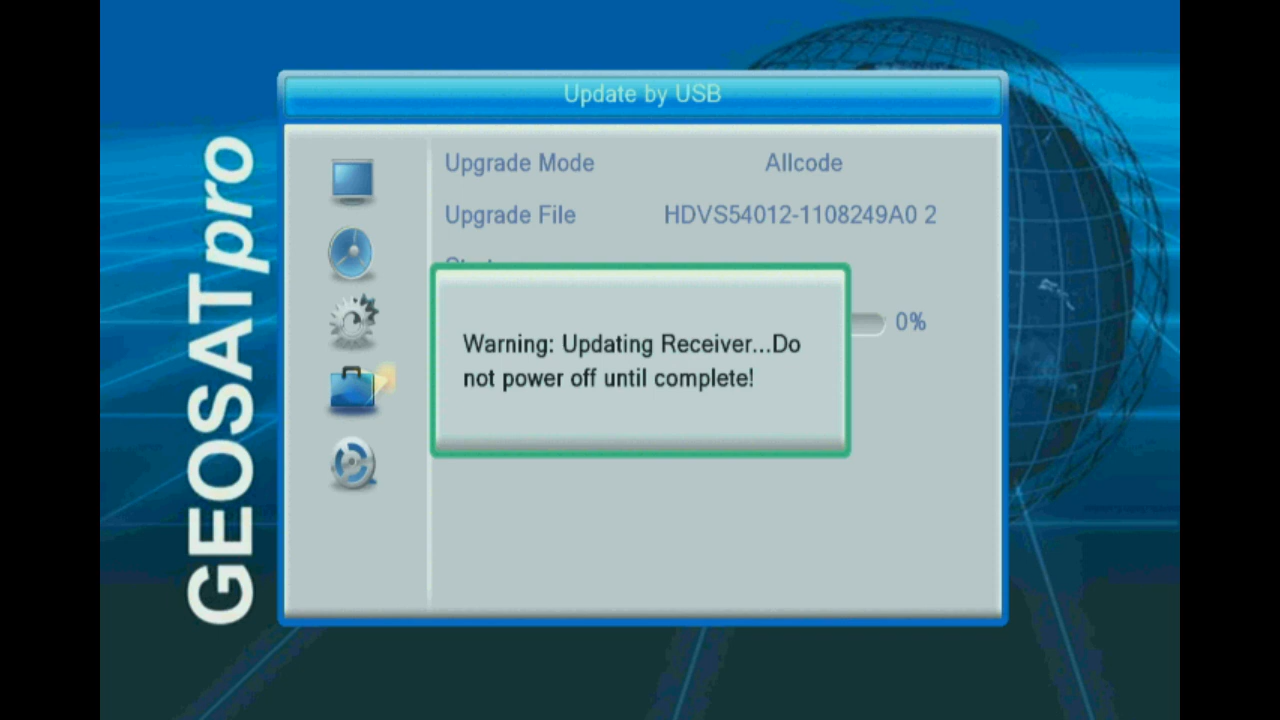 GEOSATpro
Update by USB
Upgrade Mode Allcode
Upgrade File HDVS54012-1108249A0 2
0%
Warning: Updating Receiver...Do
not power off until complete!